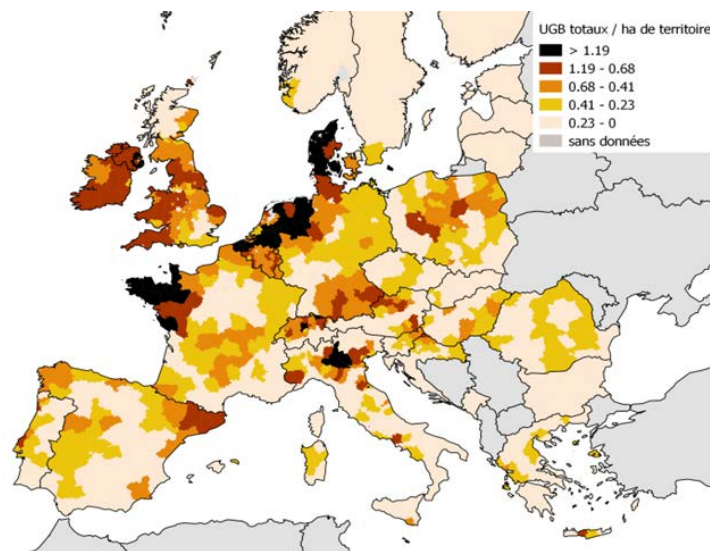 UGB totaux / ha de territoire
> 1.19
1.19 - 0.68
0.68 - 0.41
0.41 - 0.23
0.23 - 0
sans données